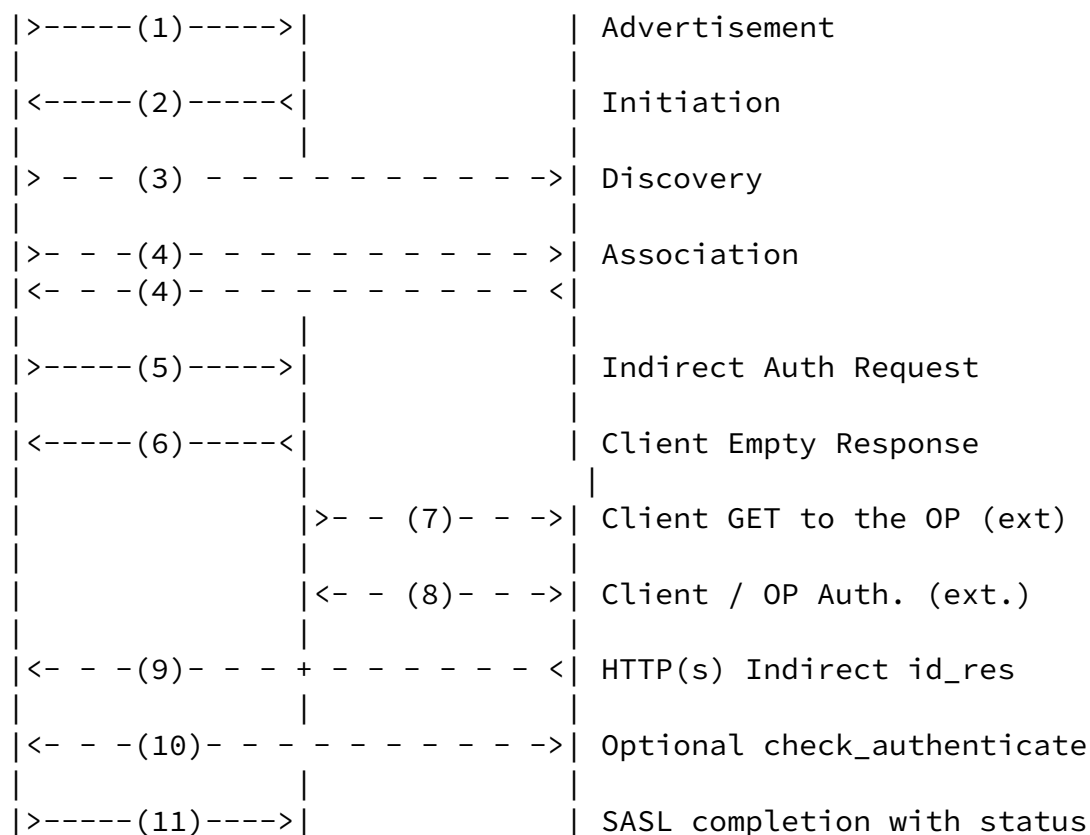 |>-----(1)----->|             | Advertisement
|               |             |
|<-----(2)-----<|             | Initiation
|               |             |
|> - - (3) - - - - - - - - - ->| Discovery
|                             |
|>- - -(4)- - - - - - - - - - >| Association
|<- - -(4)- - - - - - - - - - <|
|               |             |
|>-----(5)----->|             | Indirect Auth Request
|               |             |
|<-----(6)-----<|             | Client Empty Response
|               |              |
|               |>- - (7)- - ->| Client GET to the OP (ext)
|               |             |
|               |<- - (8)- - ->| Client / OP Auth. (ext.)
|               |             |
|<- - -(9)- - - + - - - - - - <| HTTP(s) Indirect id_res
|               |             |
|<- - -(10)- - - - - - - - - ->| Optional check_authenticate
|               |             |
|>-----(11)---->|             | SASL completion with status